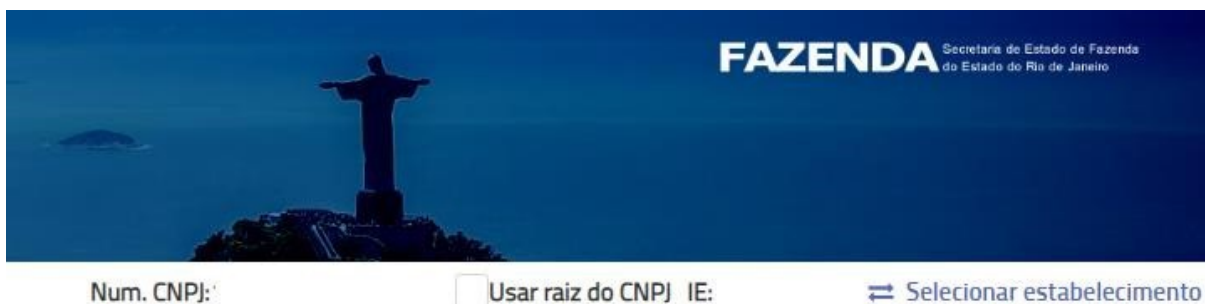 FAZENDA Secretaria de Estado de Fazenda
do Estado do Rio de Janeiro
Num. CNPJ: Usar raiz do CNPJ IE: Selecionar estabelecimento